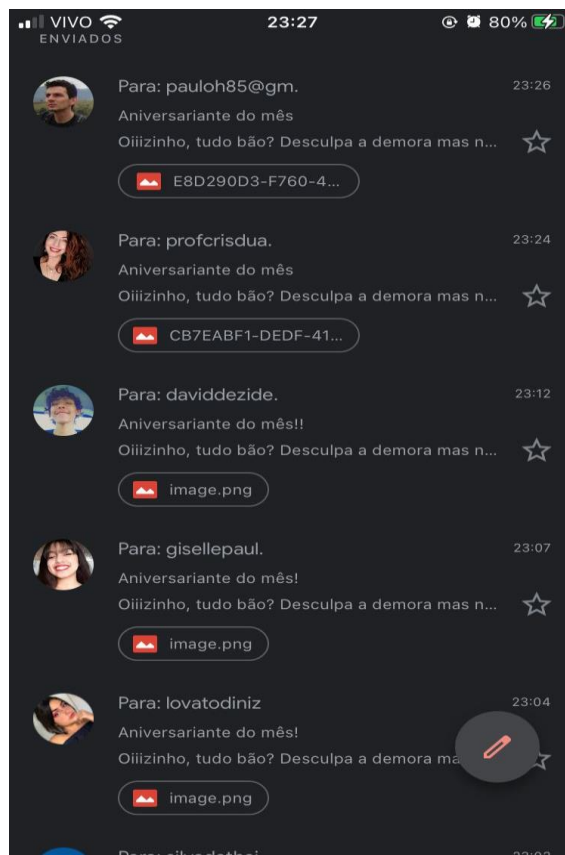 VIVO 23:27 80%
ENVIADOS
Para: pauloh85@gm. 23:26
Aniversariante do mês
Oiiizinho, tudo bão? Desculpa a demora mas n...
E8D290D3-F760-4...
Para: profcrisdua. 23:24
Aniversariante do mês
Oiiizinho, tudo bão? Desculpa a demora mas n...
CB7EABF1-DEDF-41...
Para: daviddezide. 23:12
Aniversariante do mês!!
Oiiizinho, tudo bão? Desculpa a demora mas n...
image.png
Para: gisellepaul. 23:07
Aniversariante do mês!
Oiiizinho, tudo bão? Desculpa a demora mas n...
image.png
Para: lovatodiniz 23:04
Aniversariante do mês!
Oiiizinho, tudo bão? Desculpa a demora ma
image.png